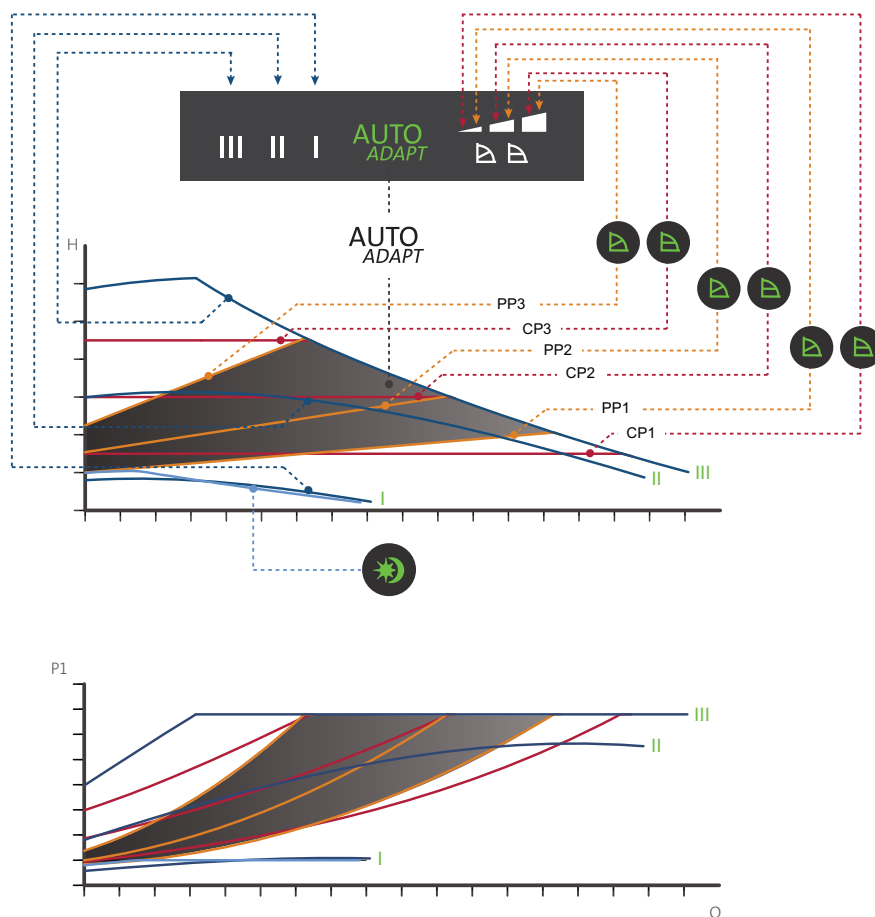 III II I AUTO
ADAPT
AUTO
ADAPT
H
PP3
CP3
PP2
CP2
PP1
CP1
III
II
I
P1
III
II
I
Q